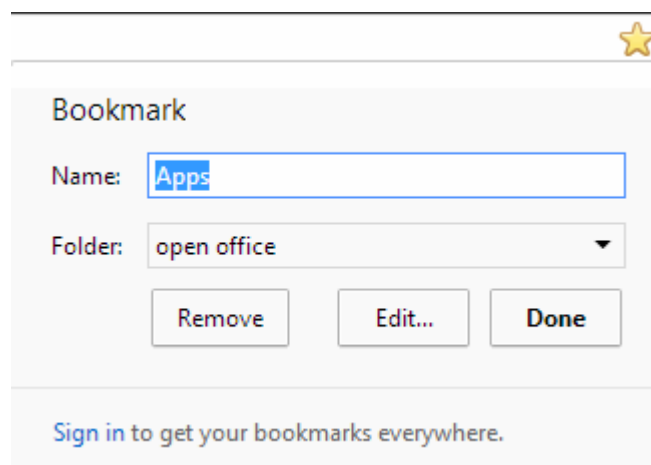 Bookmark
Name: Apps
Folder: open office
Remove Edit... Done
Sign in to get your bookmarks everywhere.